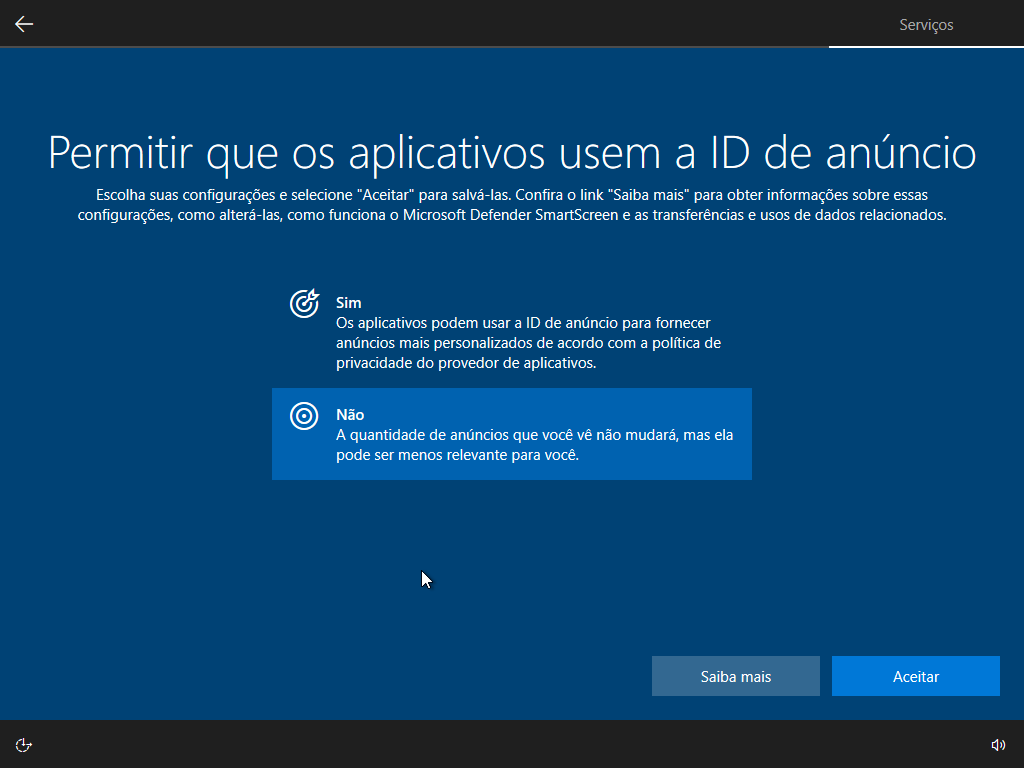 Serviços
Permitir que os aplicativos usem a ID de anúncio
Escolha suas configurações e selecione "Aceitar" para salvá-las. Confira o link "Saiba mais" para obter informações sobre essas
configurações, como alterá-las, como funciona o Microsoft Defender SmartScreen e as transferências e usos de dados relacionados.
Sim
Os aplicativos podem usar a ID de anúncio para fornecer
anúncios mais personalizados de acordo com a política de
privacidade do provedor de aplicativos.
Não
A quantidade de anúncios que você vê não mudará, mas ela
pode ser menos relevante para você.
Saiba mais
Aceitar